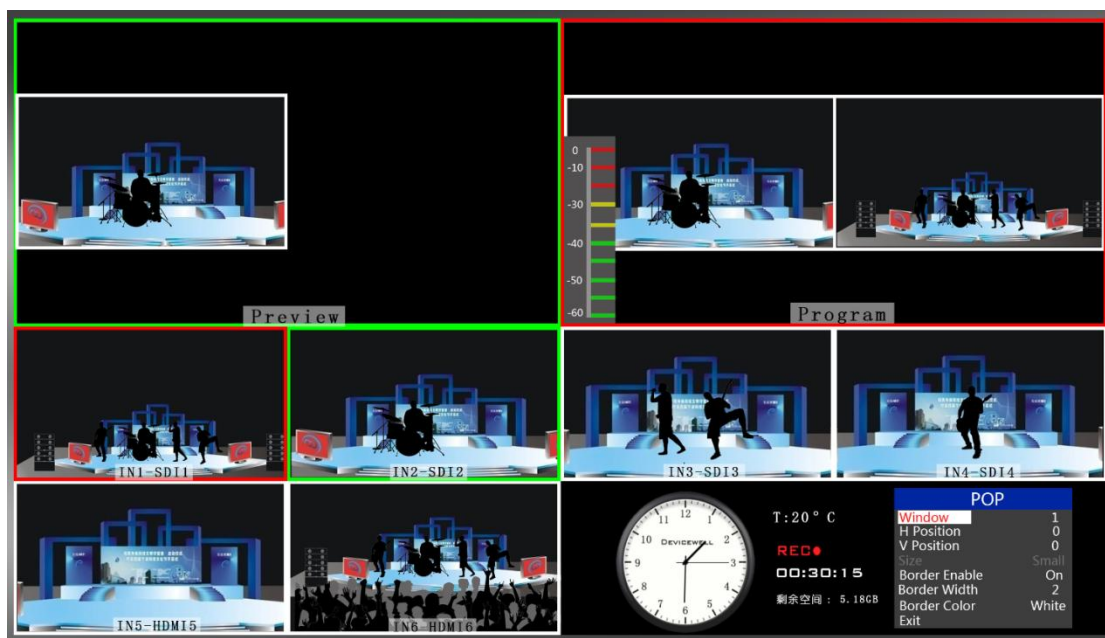 0
-10
-30
-40
-50
-60
Preview
Program
IN1-SDI1
IN2-SDI2
IN3-SDI3
IN4-SDI4
IN5-HDMI5
IN6-HDMI6
12
1
2
3
4
5
6
7
8
9
10
11
DEVICEWELL
T:20°C
REC
00:30:15
剩余空间: 5.18GB
POP
Window 1
H Position 0
V Position 0
Size Small
Border Enable On
Border Width 2
Border Color White
Exit